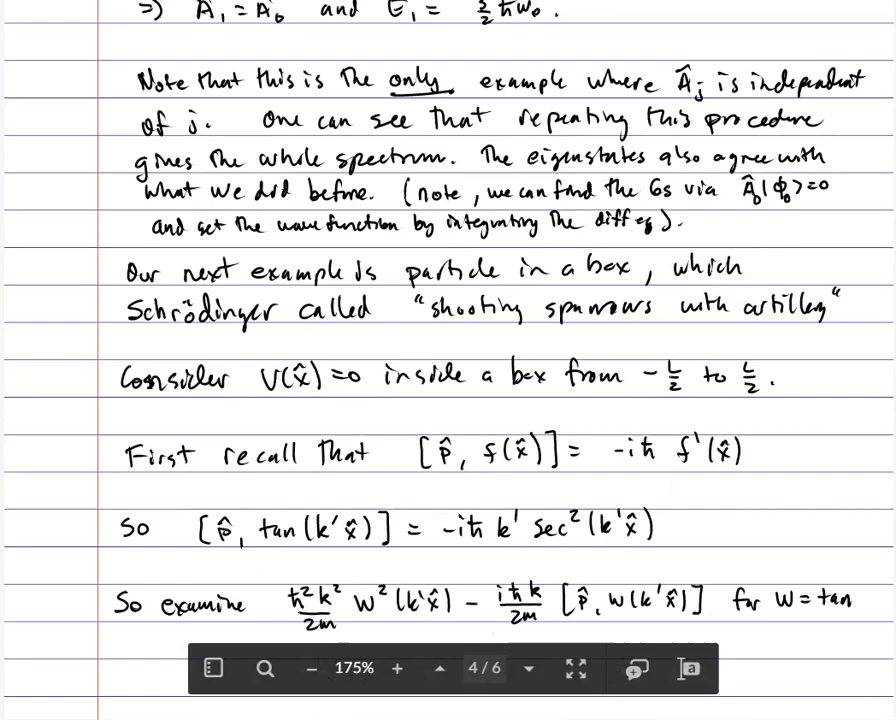 ⇒ Â₁ = Â₀ and E₁ = 3/2 ħω₀.
Note that this is the only example where Âⱼ is independent
of j. One can see that repeating this procedure
gives the whole spectrum. The eigenstates also agree with
what we did before. (note, we can find the GS via Â₀|ϕ₀⟩=0
and get the wavefunction by integrating the diff eq).
Our next example is particle in a box, which
Schrödinger called "shooting sparrows with artillery"
Consider V(x̂)=0 inside a box from -L/2 to L/2.
First recall that [p̂, f(x̂)] = -iħ f'(x̂)
So [p̂, tan(k'x̂)] = -iħ k' sec²(k'x̂)
So examine ħ²k²/2m W²(k'x̂) - iħk/2m [p̂, W(k'x̂)] for W = tan
175%
4 / 6